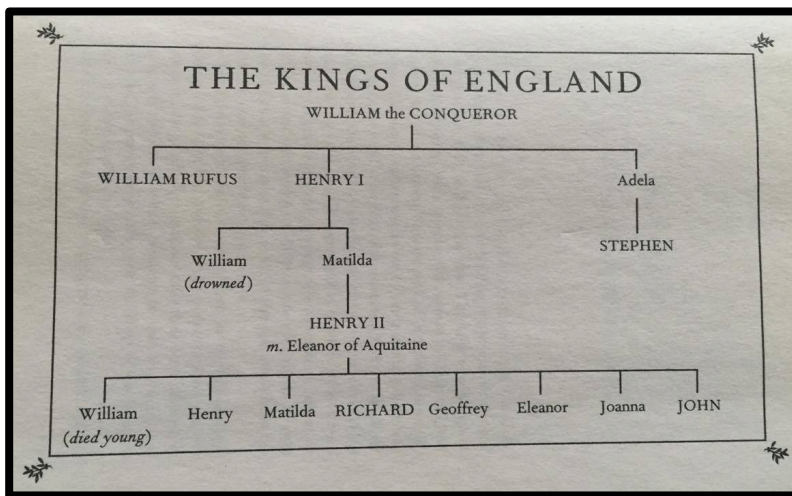 THE KINGS OF ENGLAND
WILLIAM the CONQUEROR
WILLIAM RUFUS HENRY I Adela
STEPHEN
William Matilda
(drowned)
HENRY II
m. Eleanor of Aquitaine
William Henry Matilda RICHARD Geoffrey Eleanor Joanna JOHN
(died young)